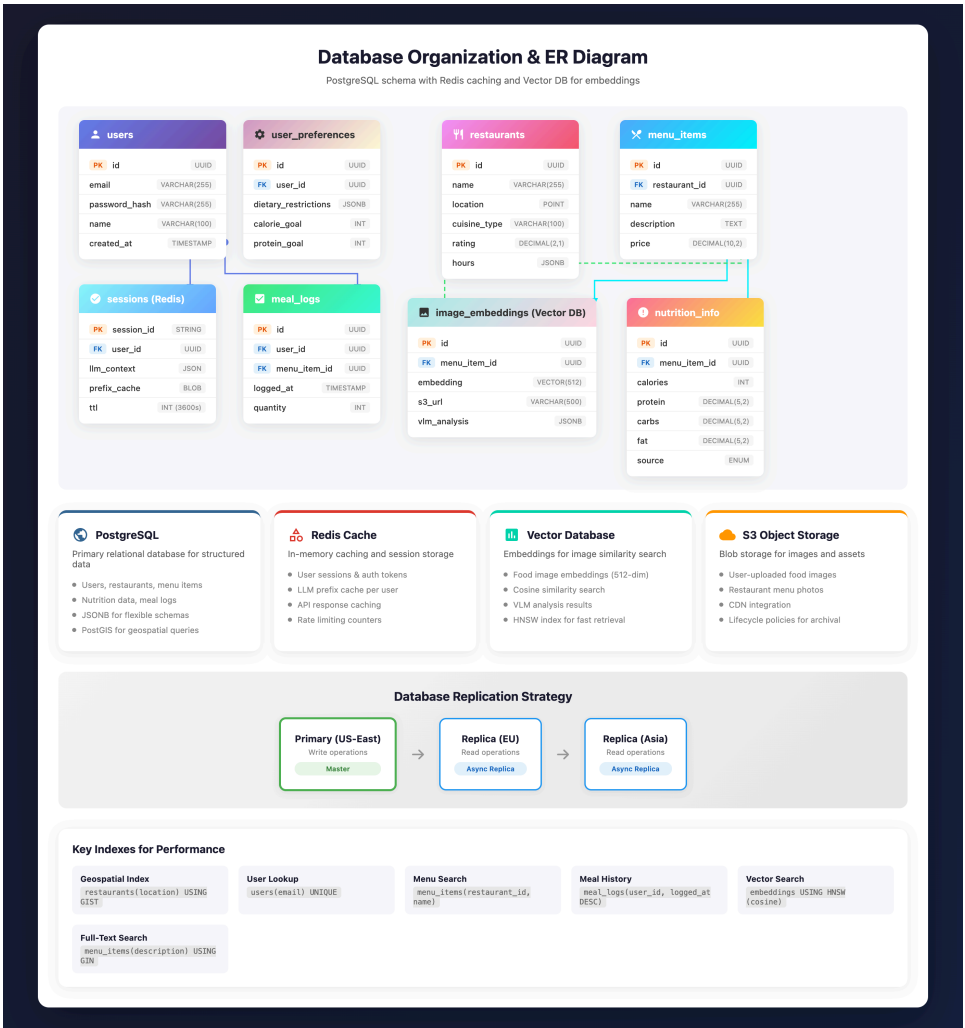 Database Organization & ER Diagram
PostgreSQL schema with Redis caching and Vector DB for embeddings
users
PK id UUID
email VARCHAR(255)
password_hash VARCHAR(255)
name VARCHAR(100)
created_at TIMESTAMP
user_preferences
PK id UUID
FK user_id UUID
dietary_restrictions JSONB
calorie_goal INT
protein_goal INT
restaurants
PK id UUID
name VARCHAR(255)
location POINT
cuisine_type VARCHAR(100)
rating DECIMAL(2,1)
hours JSONB
menu_items
PK id UUID
FK restaurant_id UUID
name VARCHAR(255)
description TEXT
price DECIMAL(10,2)
sessions (Redis)
PK session_id STRING
FK user_id UUID
llm_context JSON
prefix_cache BLOB
ttl INT (3600s)
meal_logs
PK id UUID
FK user_id UUID
FK menu_item_id UUID
logged_at TIMESTAMP
quantity INT
image_embeddings (Vector DB)
PK id UUID
FK menu_item_id UUID
embedding VECTOR(512)
s3_url VARCHAR(500)
vlm_analysis JSONB
nutrition_info
PK id UUID
FK menu_item_id UUID
calories INT
protein DECIMAL(5,2)
carbs DECIMAL(5,2)
fat DECIMAL(5,2)
source ENUM
PostgreSQL
Primary relational database for structured
data
Users, restaurants, menu items
Nutrition data, meal logs
JSONB for flexible schemas
PostGIS for geospatial queries
Redis Cache
In-memory caching and session storage
User sessions & auth tokens
LLM prefix cache per user
API response caching
Rate limiting counters
Vector Database
Embeddings for image similarity search
Food image embeddings (512-dim)
Cosine similarity search
VLM analysis results
HNSW index for fast retrieval
S3 Object Storage
Blob storage for images and assets
User-uploaded food images
Restaurant menu photos
CDN integration
Lifecycle policies for archival
Database Replication Strategy
Primary (US-East)
Write operations
Master
→
Replica (EU)
Read operations
Async Replica
→
Replica (Asia)
Read operations
Async Replica
Key Indexes for Performance
Geospatial Index
restaurants(location) USING
GIST
User Lookup
users(email) UNIQUE
Menu Search
menu_items(restaurant_id,
name)
Meal History
meal_logs(user_id, logged_at
DESC)
Vector Search
embeddings USING HNSW
(cosine)
Full-Text Search
menu_items(description) USING
GIN